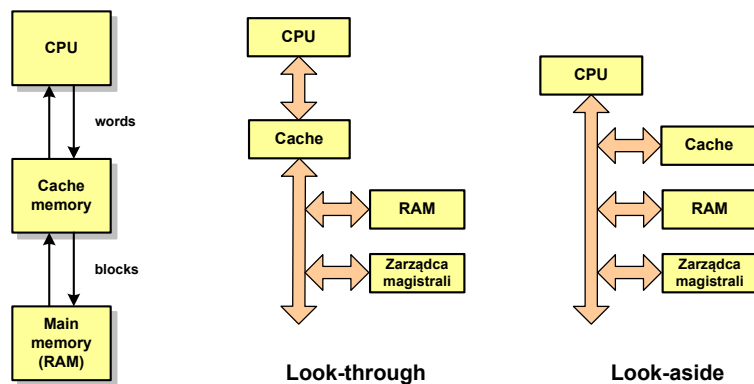 CPU
words
Cache
memory
blocks
Main
memory
(RAM)
CPU
Cache
RAM
Zarządca
magistrali
Look-through
CPU
Cache
RAM
Zarządca
magistrali
Look-aside